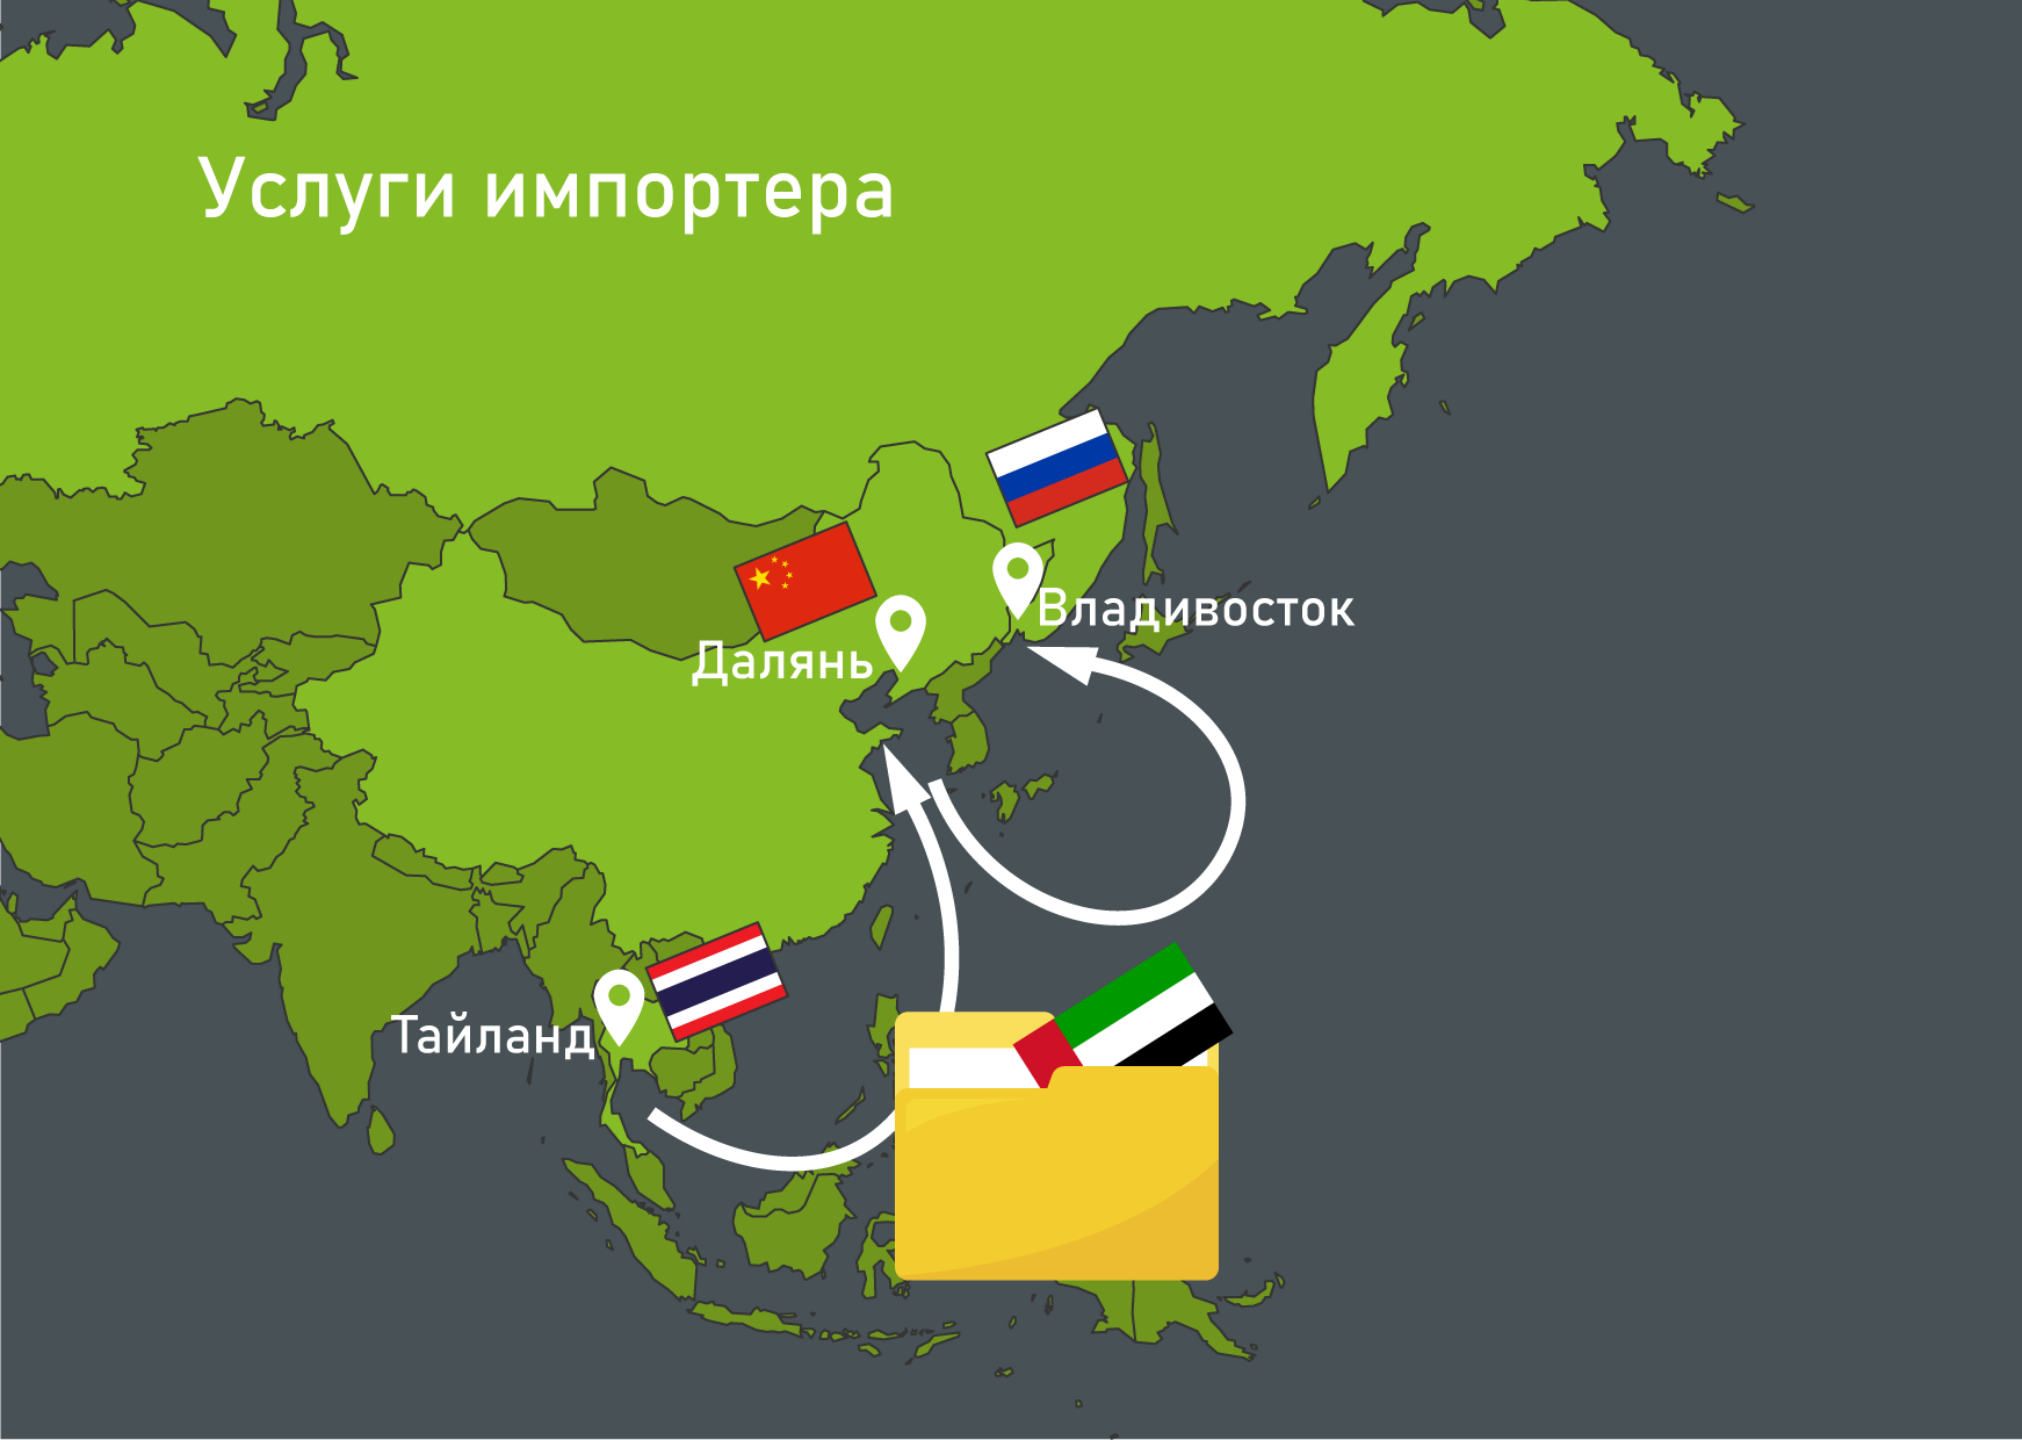 Услуги импортера
Владивосток
Далянь
Тайланд